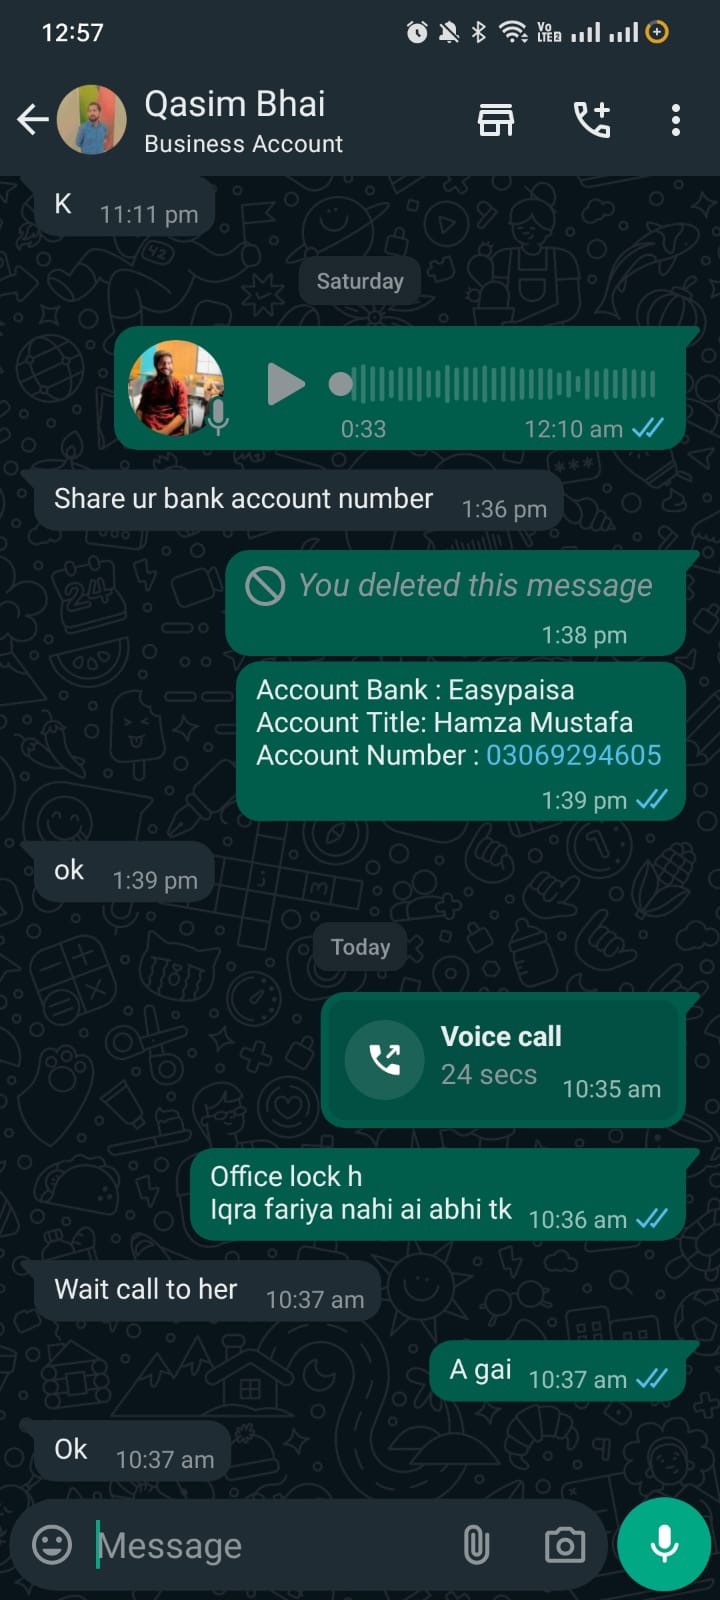 12:57
Vo
LTE2
Qasim Bhai
Business Account
K 11:11 pm
Saturday
0:33 12:10 am
Share ur bank account number 1:36 pm
You deleted this message
1:38 pm
Account Bank : Easypaisa
Account Title: Hamza Mustafa
Account Number : 03069294605
1:39 pm
ok 1:39 pm
Today
Voice call
24 secs 10:35 am
Office lock h
Iqra fariya nahi ai abhi tk 10:36 am
Wait call to her 10:37 am
A gai 10:37 am
Ok 10:37 am
Message